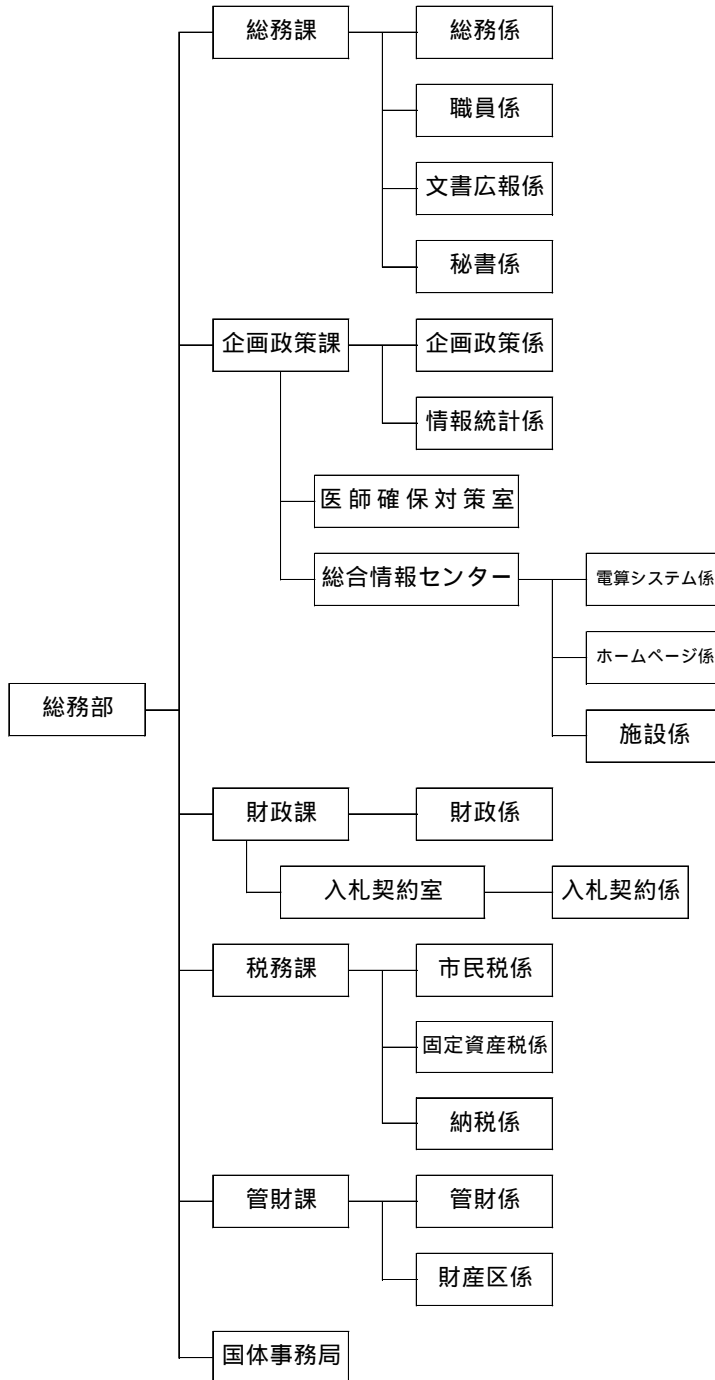 総務課
総務係
職員係
文書広報係
秘書係
企画政策課
企画政策係
情報統計係
医師確保対策室
総合情報センター
電算システム係
ホームページ係
総務部
施設係
財政課
財政係
入札契約室
入札契約係
税務課
市民税係
固定資産税係
納税係
管財課
管財係
財産区係
国体事務局